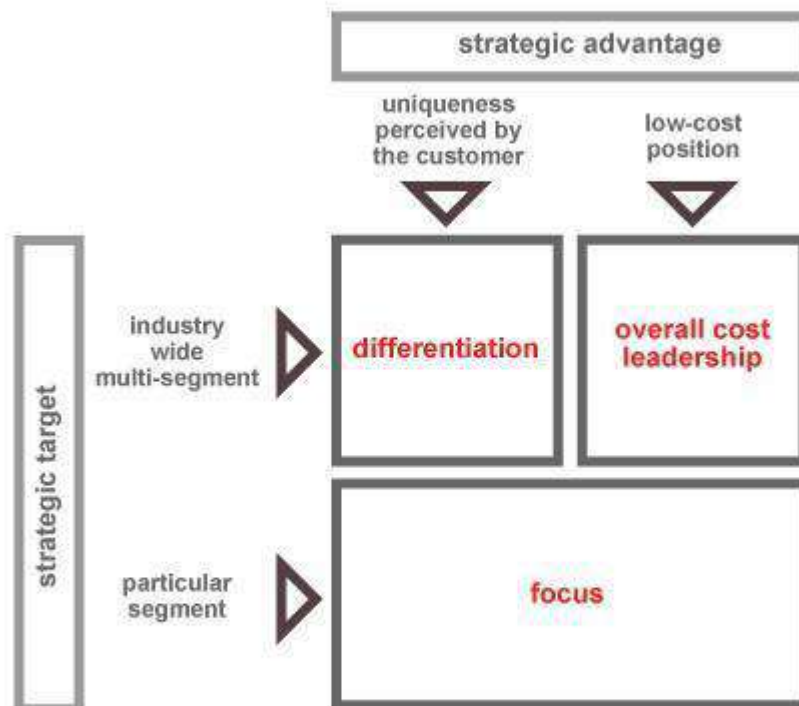 strategic advantage
uniqueness
perceived by
the customer
low-cost
position
strategic target
industry
wide
multi-segment
differentiation
overall cost
leadership
particular
segment
focus